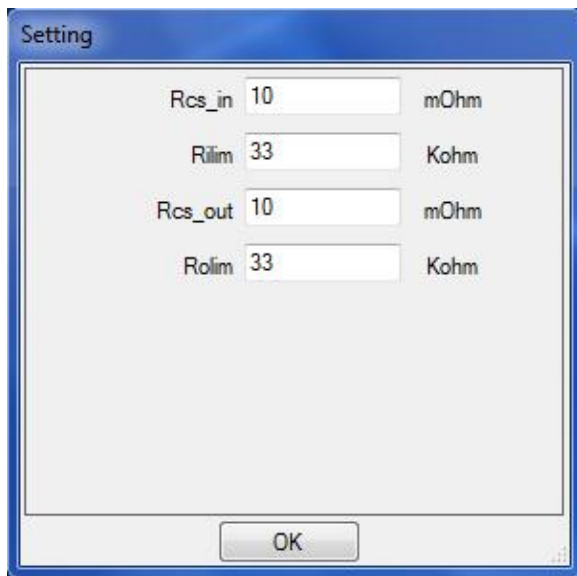 Setting
Rcs_in 10 mOhm
Rilim 33 Kohm
Rcs_out 10 mOhm
Rolim 33 Kohm
OK